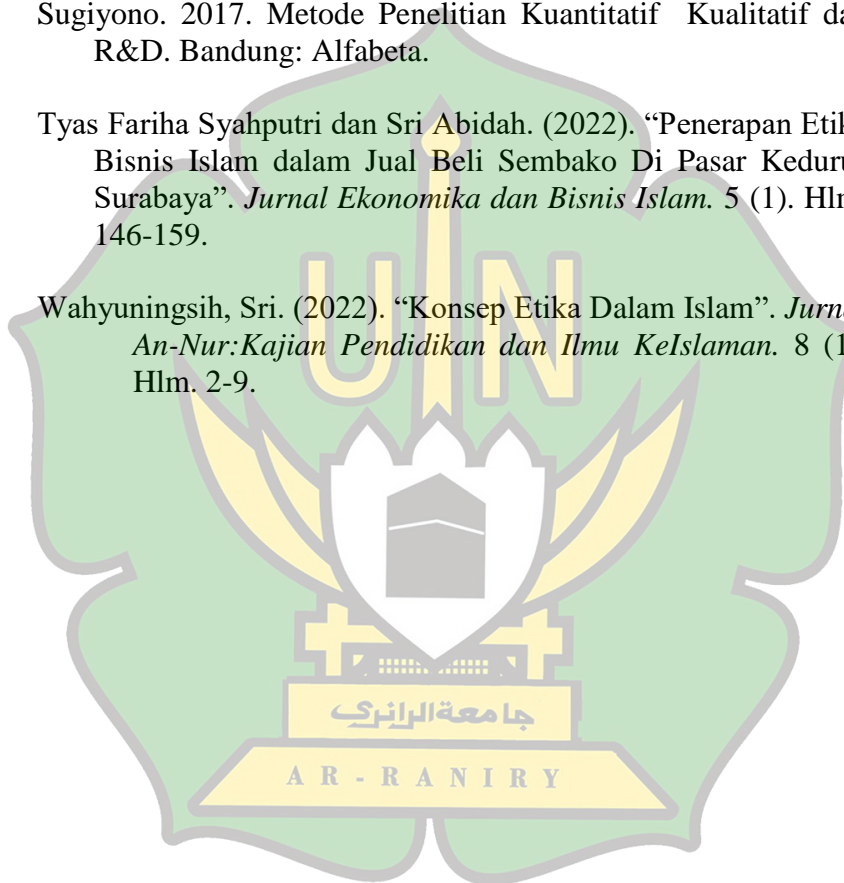 Sugiyono. 2017. Metode Penelitian Kuantitatif Kualitatif da
R&D. Bandung: Alfabeta.
Tyas Fariha Syahputri dan Sri Abidah. (2022). “Penerapan Etik
Bisnis Islam dalam Jual Beli Sembako Di Pasar Keduru
Surabaya”. Jurnal Ekonomika dan Bisnis Islam. 5 (1). Hlm
146-159.
Wahyuningsih, Sri. (2022). “Konsep Etika Dalam Islam”. Jurna
An-Nur:Kajian Pendidikan dan Ilmu KeIslaman. 8 (1
Hlm. 2-9.
UIN
جامعة الرانري
AR-RANIRY